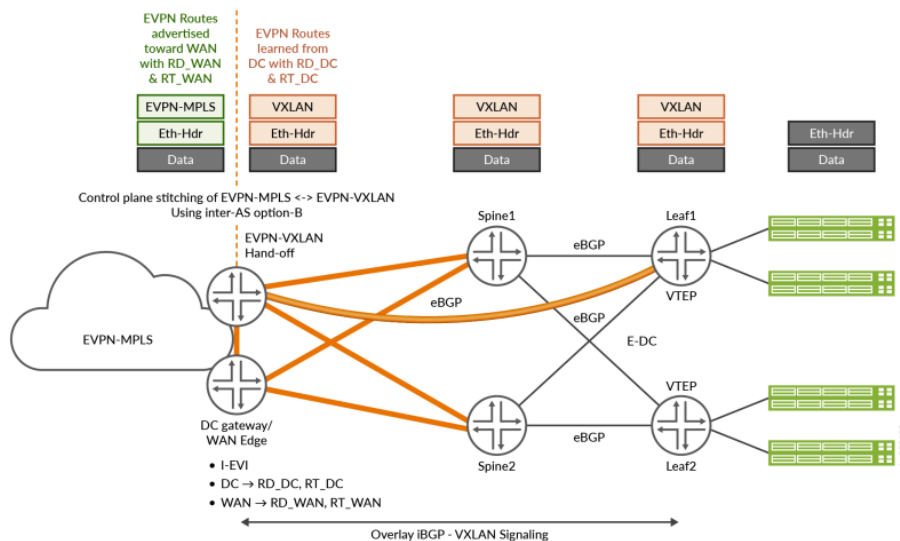 EVPN Routes
advertised
toward WAN
with RD_WAN
& RT_WAN
EVPN Routes
learned from
DC with RD_DC
& RT_DC
EVPN-MPLS
Eth-Hdr
Data
VXLAN
Eth-Hdr
Data
VXLAN
Eth-Hdr
Data
VXLAN
Eth-Hdr
Data
Eth-Hdr
Data
Control plane stitching of EVPN-MPLS <-> EVPN-VXLAN
Using inter-AS option-B
EVPN-VXLAN
Hand-off
Spine1
Leaf1
eBGP
VTEP
eBGP
EVPN-MPLS
eBGP
E-DC
VTEP
DC gateway/
WAN Edge
eBGP
Spine2
Leaf2
• I-EVI
• DC → RD_DC, RT_DC
• WAN → RD_WAN, RT_WAN
Overlay iBGP - VXLAN Signaling